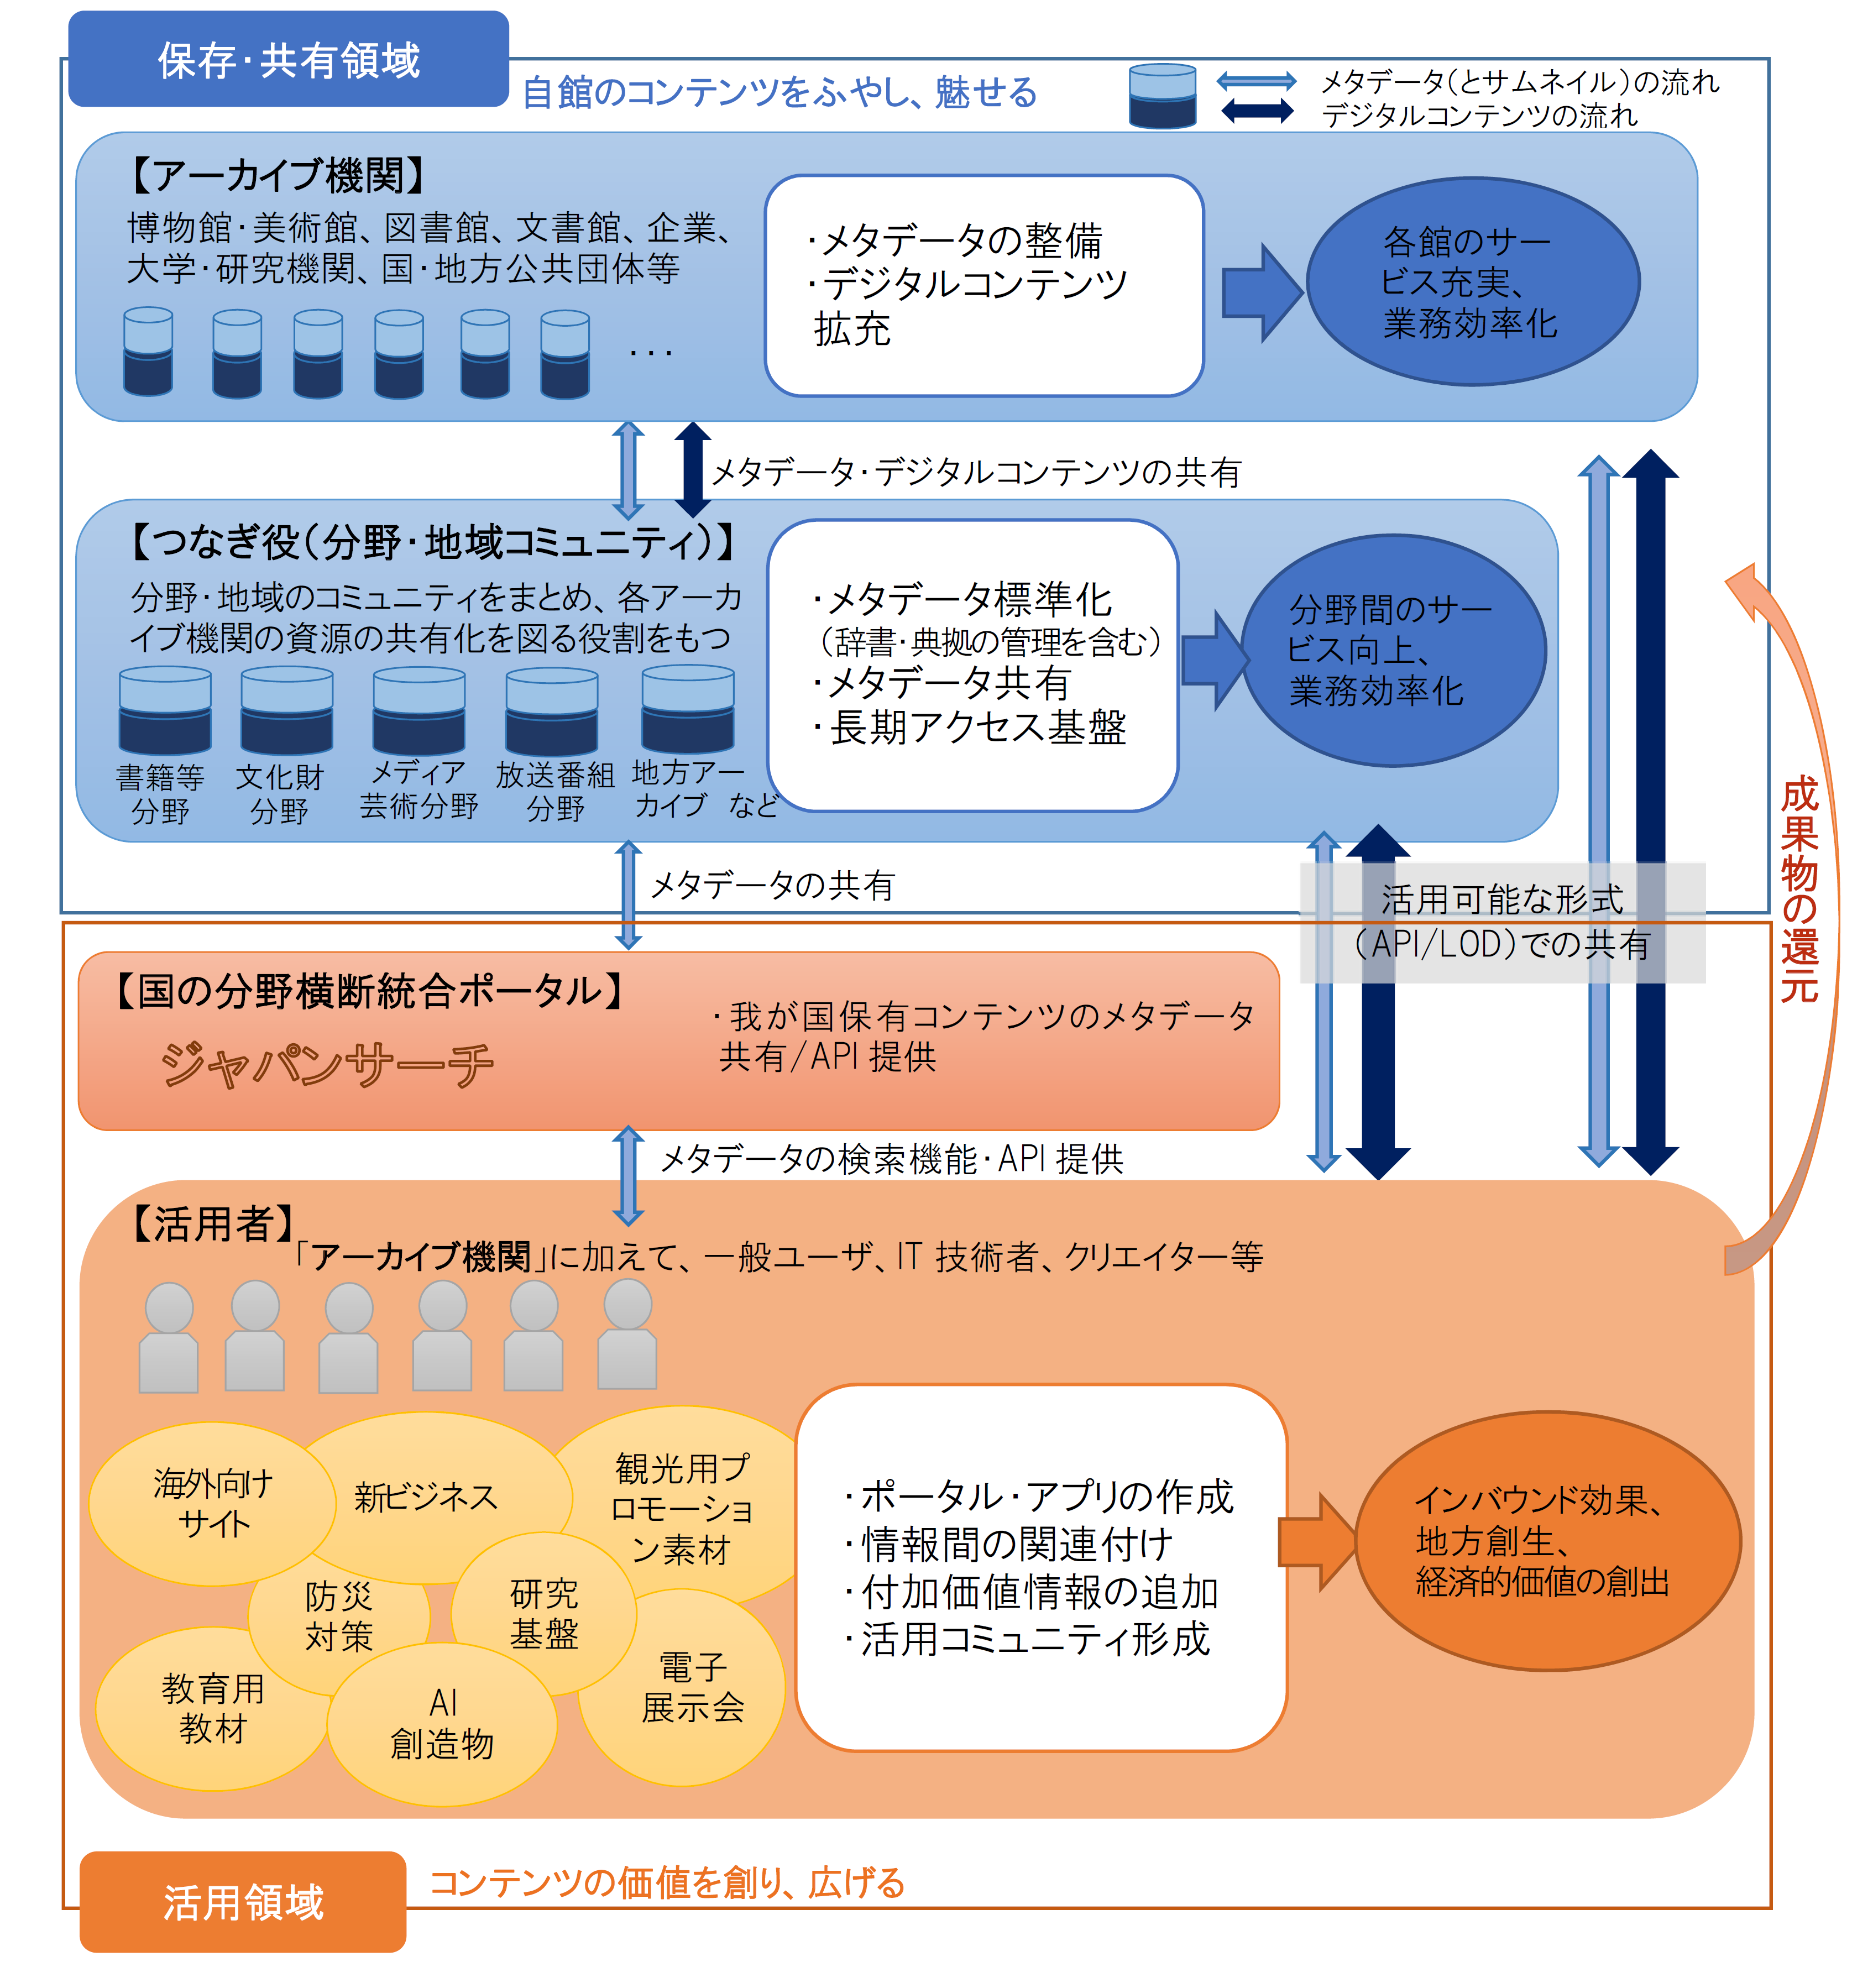 保存・共有領域
自館のコンテンツをふやし、魅せる
メタデータ（とサムネイル）の流れ
デジタルコンテンツの流れ
【アーカイブ機関】
博物館・美術館、図書館、文書館、企業、
大学・研究機関、国・地方公共団体等
・・・
・メタデータの整備
・デジタルコンテンツ
拡充
各館のサー
ビス充実、
業務効率化
メタデータ・デジタルコンテンツの共有
【つなぎ役（分野・地域コミュニティ）】
分野・地域のコミュニティをまとめ、各アーカ
イブ機関の資源の共有化を図る役割をもつ
書籍等
分野
文化財
分野
メディア
芸術分野
放送番組
分野
地方アー
カイブ など
・メタデータ標準化
（辞書・典拠の管理を含む）
・メタデータ共有
・長期アクセス基盤
分野間のサー
ビス向上、
業務効率化
メタデータの共有
活用可能な形式
（API/LOD）での共有
成果物の還元
【国の分野横断統合ポータル】
ジャパンサーチ
・我が国保有コンテンツのメタデータ
共有/API 提供
メタデータの検索機能・API 提供
【活用者】
「アーカイブ機関」に加えて、一般ユーザ、IT 技術者、クリエイター等
海外向け
サイト
新ビジネス
観光用プ
ロモーショ
ン素材
防災
対策
研究
基盤
教育用
教材
AI
創造物
電子
展示会
・ポータル・アプリの作成
・情報間の関連付け
・付加価値情報の追加
・活用コミュニティ形成
インバウンド効果、
地方創生、
経済的価値の創出
活用領域
コンテンツの価値を創り、広げる